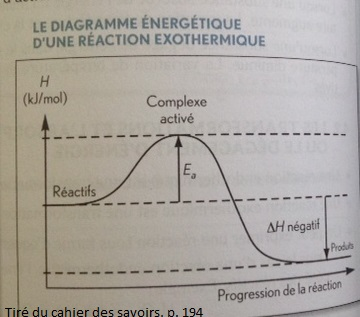 LE DIAGRAMME ÉNERGÉTIQUE
D'UNE RÉACTION EXOTHERMIQUE
H
(kJ/mol)
Complexe
activé
Réactifs
Ea
ΔH négatif
Produits
Progression de la réaction
Tiré du cahier des savoirs, p. 194